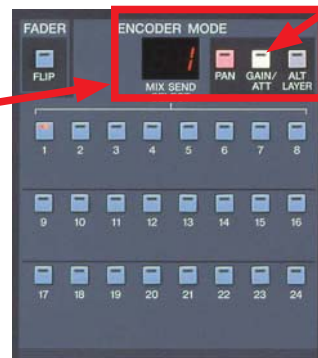 FADER ENCODER MODE
1
FLIP MIX SEND PAN GAIN/ ATT ALT LAYER
1 2 3 4 5 6 7 8
9 10 11 12 13 14 15 16
17 18 19 20 21 22 23 24